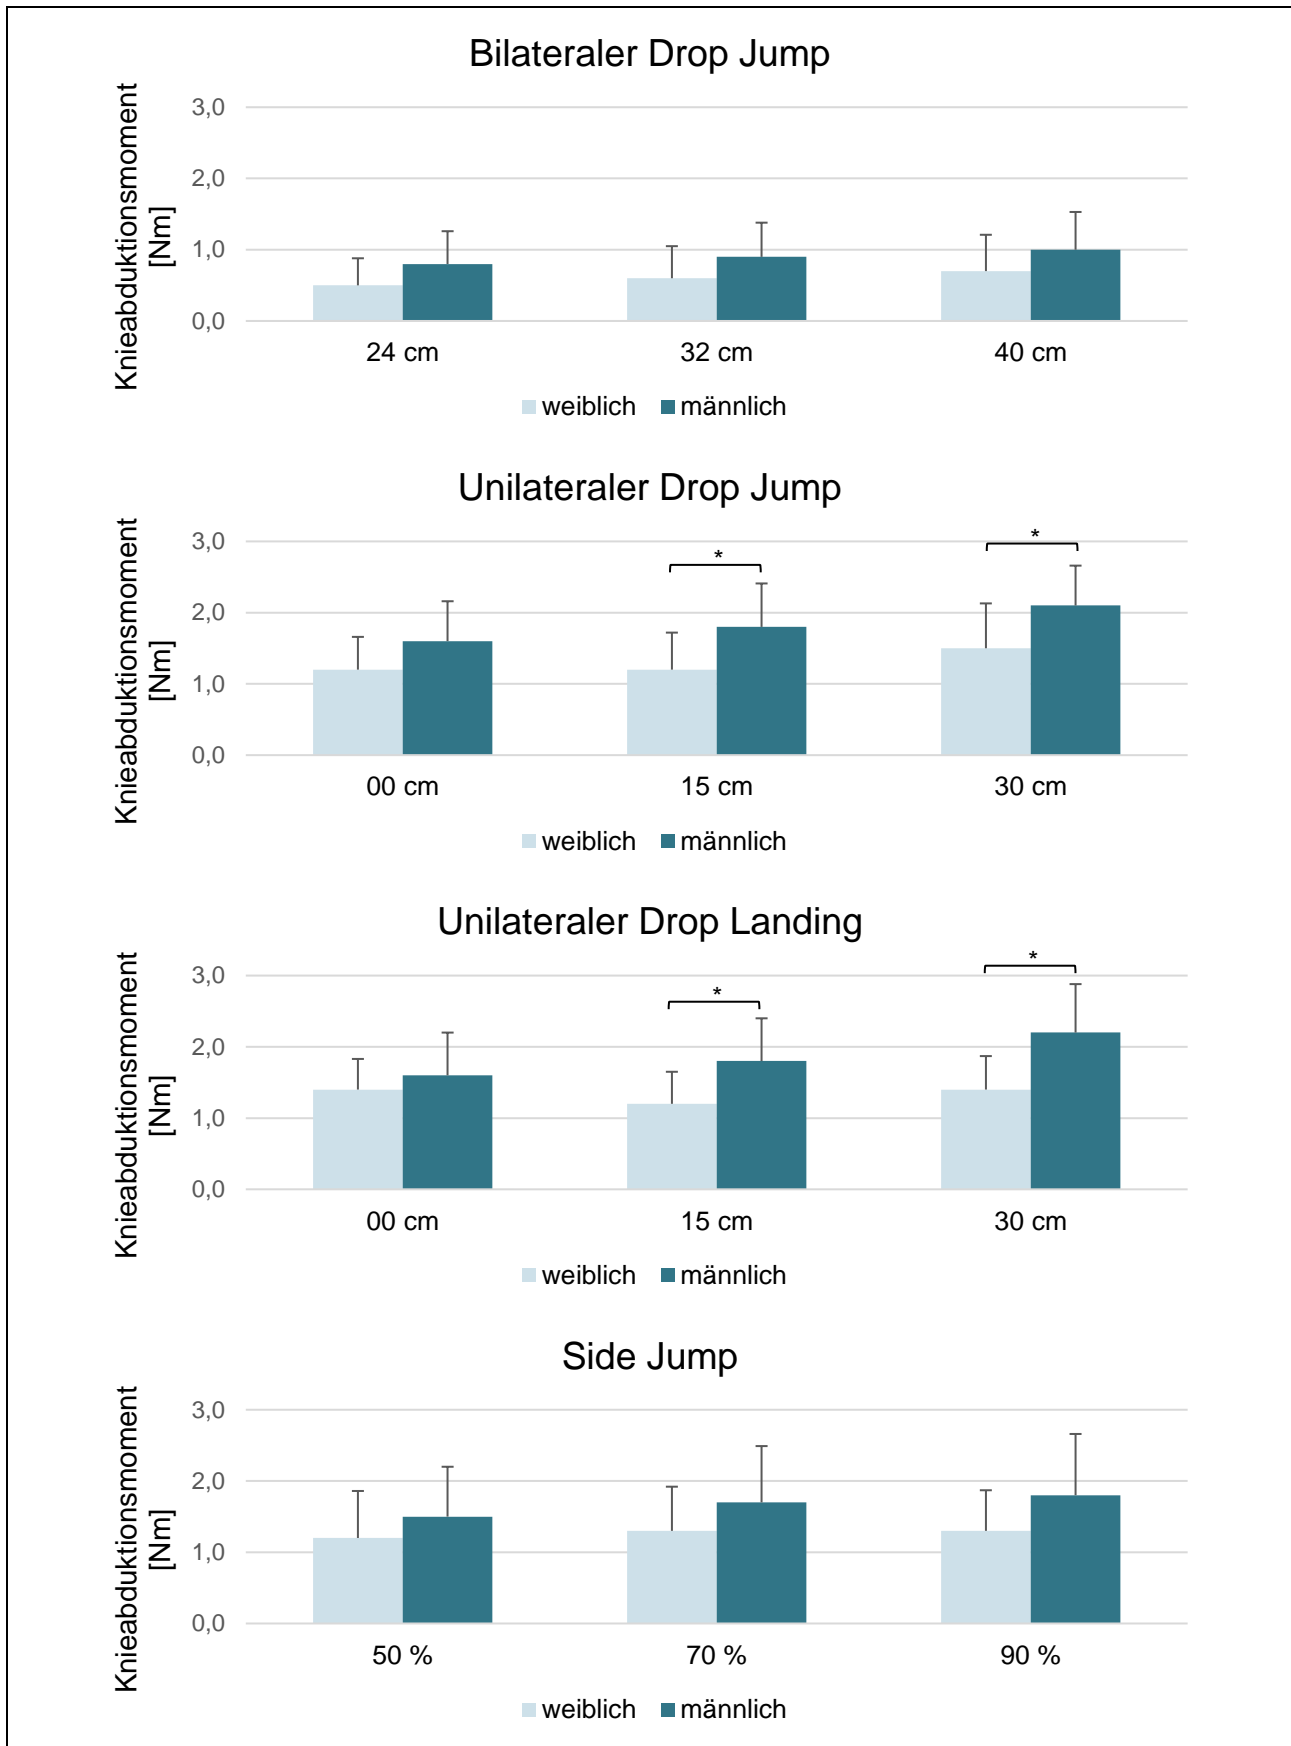 Bilateraler Drop Jump
Knieabduktionsmoment
[Nm]
3,0
2,0
1,0
0,0
24 cm
32 cm
40 cm
weiblich
männlich
Unilateraler Drop Jump
Knieabduktionsmoment
[Nm]
3,0
2,0
1,0
0,0
*
*
00 cm
15 cm
30 cm
weiblich
männlich
Unilateraler Drop Landing
Knieabduktionsmoment
[Nm]
3,0
2,0
1,0
0,0
*
*
00 cm
15 cm
30 cm
weiblich
männlich
Side Jump
Knieabduktionsmoment
[Nm]
3,0
2,0
1,0
0,0
50 %
70 %
90 %
weiblich
männlich